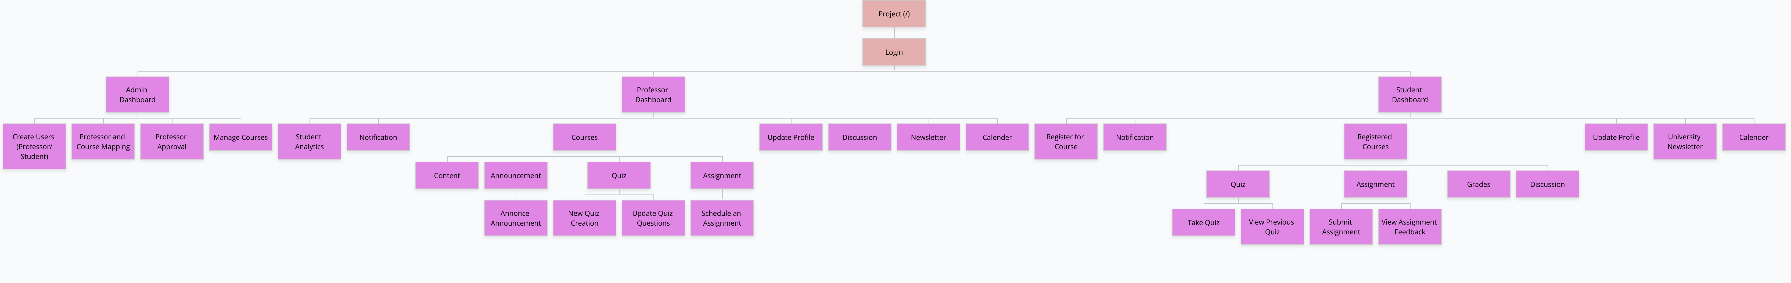 Project (/)
Login
Admin
Dashboard
Professor
Dashboard
Student
Dashboard
Create Users
(Professor/
Student)
Professor and
Course Mapping
Professor
Approval
Manage Courses
Student
Analytics
Notification
Courses
Update Profile
Discussion
Newsletter
Calender
Register for
Course
Notification
Registered
Courses
Update Profile
University
Newsletter
Calender
Content
Announcement
Quiz
Assignment
Quiz
Assignment
Grades
Discussion
Annonce
Announcement
New Quiz
Creation
Update Quiz
Questions
Schedule an
Assignment
Take Quiz
View Previous
Quiz
Submit
Assignment
View Assignment
Feedback